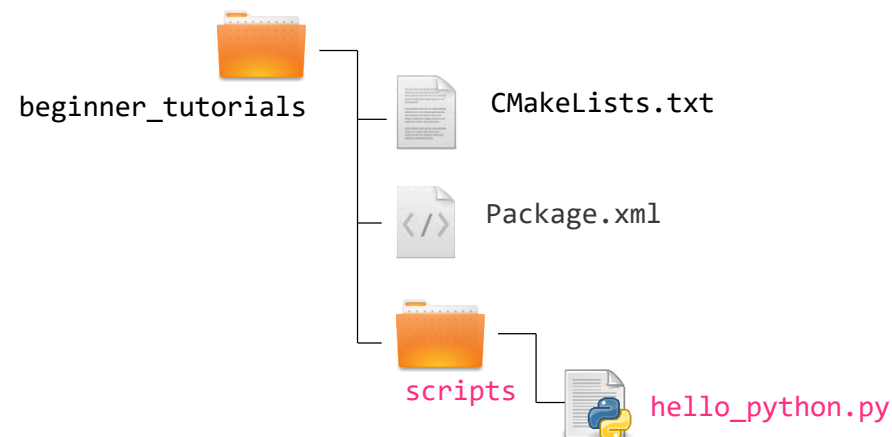 beginner_tutorials
CMakeLists.txt
Package.xml
scripts
hello_python.py